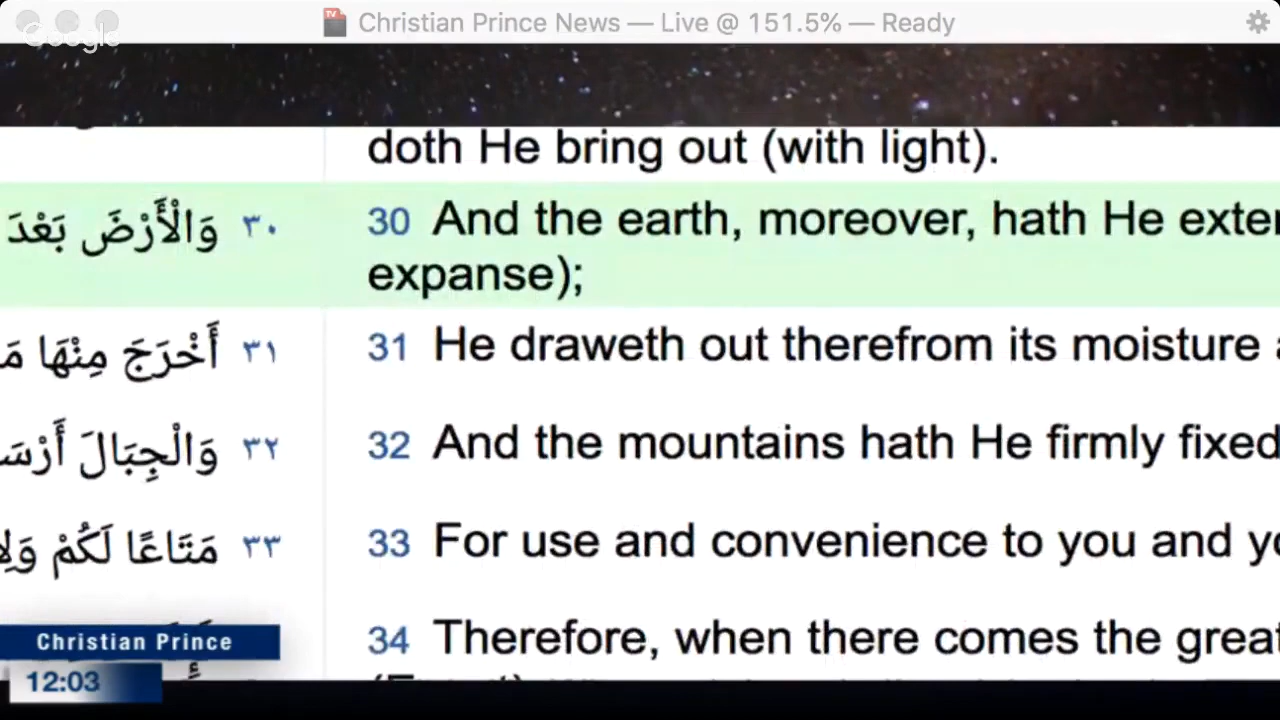 Christian Prince News — Live @ 151.5% — Ready
Google
doth He bring out (with light).
وَالْأَرْضَ بَعْدَ ٣٠
30 And the earth, moreover, hath He
expanse);
أَخْرَجَ مِنْهَا ٣١
31 He draweth out therefrom its moisture
وَالْجِبَالَ ٣٢
32 And the mountains hath He firmly fixed
مَتَاعًا لَكُمْ ٣٣
33 For use and convenience to you and
34 Therefore, when there comes the
Christian Prince
12:03